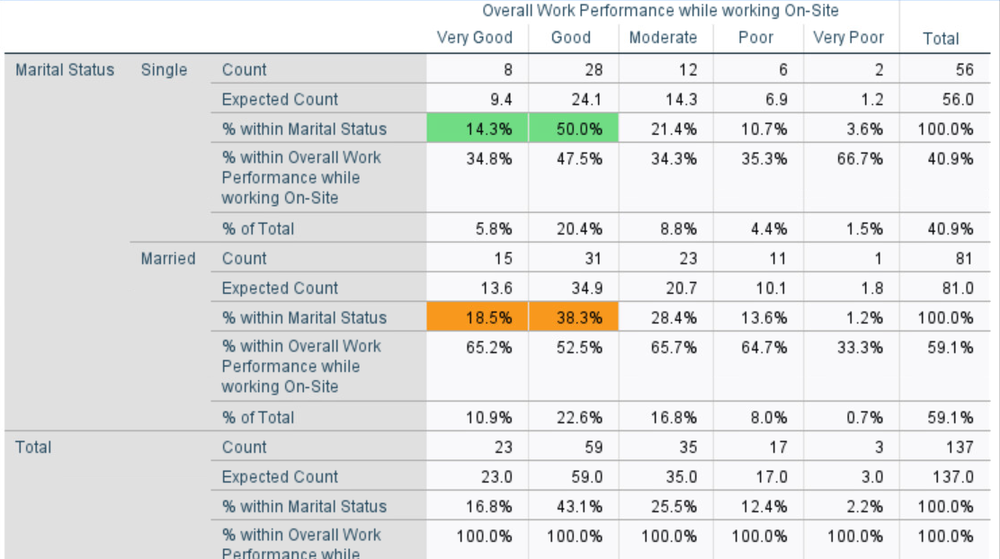 Overall Work Performance while working On-Site
Very Good Good Moderate Poor Very Poor Total
Marital Status Single Count 8 28 12 6 2 56
Expected Count 9.4 24.1 14.3 6.9 1.2 56.0
% within Marital Status 14.3% 50.0% 21.4% 10.7% 3.6% 100.0%
% within Overall Work 34.8% 47.5% 34.3% 35.3% 66.7% 40.9%
Performance while
working On-Site
% of Total 5.8% 20.4% 8.8% 4.4% 1.5% 40.9%
Married Count 15 31 23 11 1 81
Expected Count 13.6 34.9 20.7 10.1 1.8 81.0
% within Marital Status 18.5% 38.3% 28.4% 13.6% 1.2% 100.0%
% within Overall Work 65.2% 52.5% 65.7% 64.7% 33.3% 59.1%
Performance while
working On-Site
% of Total 10.9% 22.6% 16.8% 8.0% 0.7% 59.1%
Total Count 23 59 35 17 3 137
Expected Count 23.0 59.0 35.0 17.0 3.0 137.0
% within Marital Status 16.8% 43.1% 25.5% 12.4% 2.2% 100.0%
% within Overall Work 100.0% 100.0% 100.0% 100.0% 100.0% 100.0%
Performance while